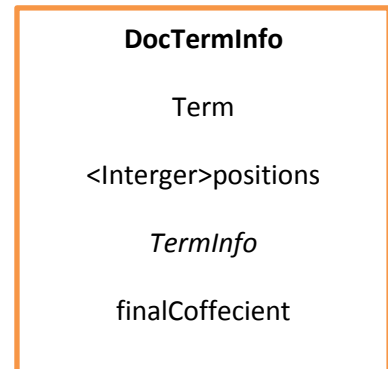 DocTermInfo
Term
<Interger>positions
TermInfo
finalCoffecient